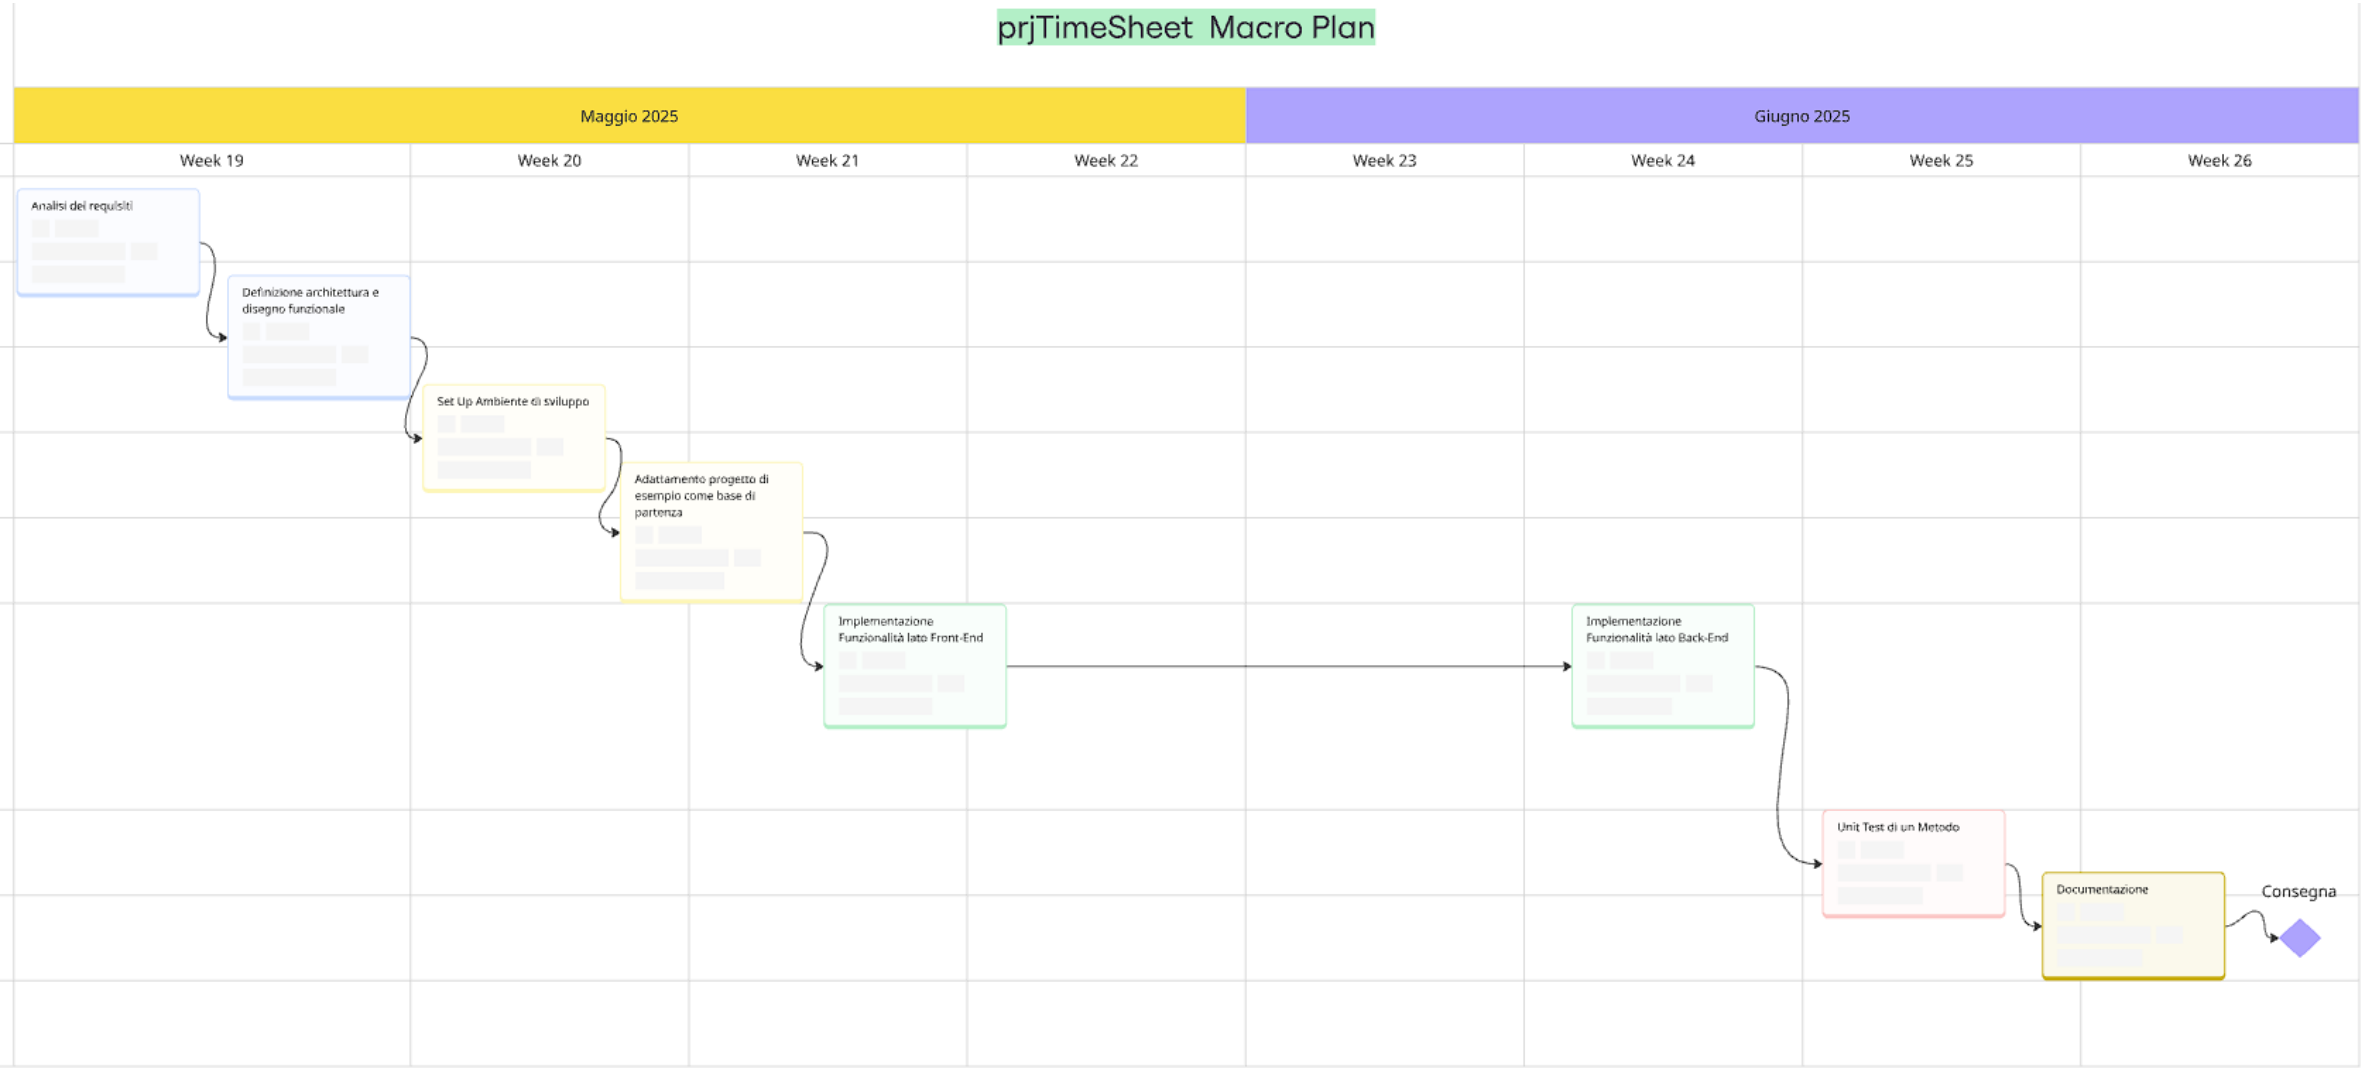 prjTimeSheet  Macro Plan
Maggio 2025
Giugno 2025
Week 19
Week 20
Week 21
Week 22
Week 23
Week 24
Week 25
Week 26
Analisi dei requisiti
Definizione architettura e
disegno funzionale
Set Up Ambiente di sviluppo
Adattamento progetto di
esempio come base di
partenza
Implementazione
Funzionalità lato Front-End
Implementazione
Funzionalità lato Back-End
Unit Test di un Metodo
Documentazione
Consegna